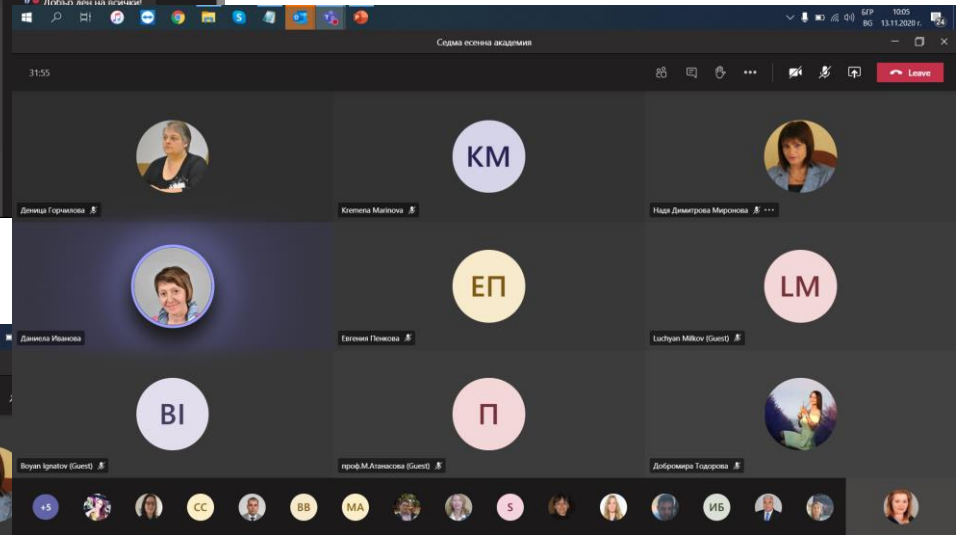 Добър ден на всички!
БГР 10:05
BG 13.11.2020 г.
24
Седма есенна академия
31:55
Leave
KM
Деница Горчилова
Kremena Marinova
Надя Димитрова Миронова
ЕП
LM
Даниела Иванова
Евгения Пенкова
Luchyan Milkov (Guest)
BI
П
Boyan Ignatov (Guest)
проф.М.Атанасова (Guest)
Добромира Тодорова
+5
CC
BB
MA
S
ИБ